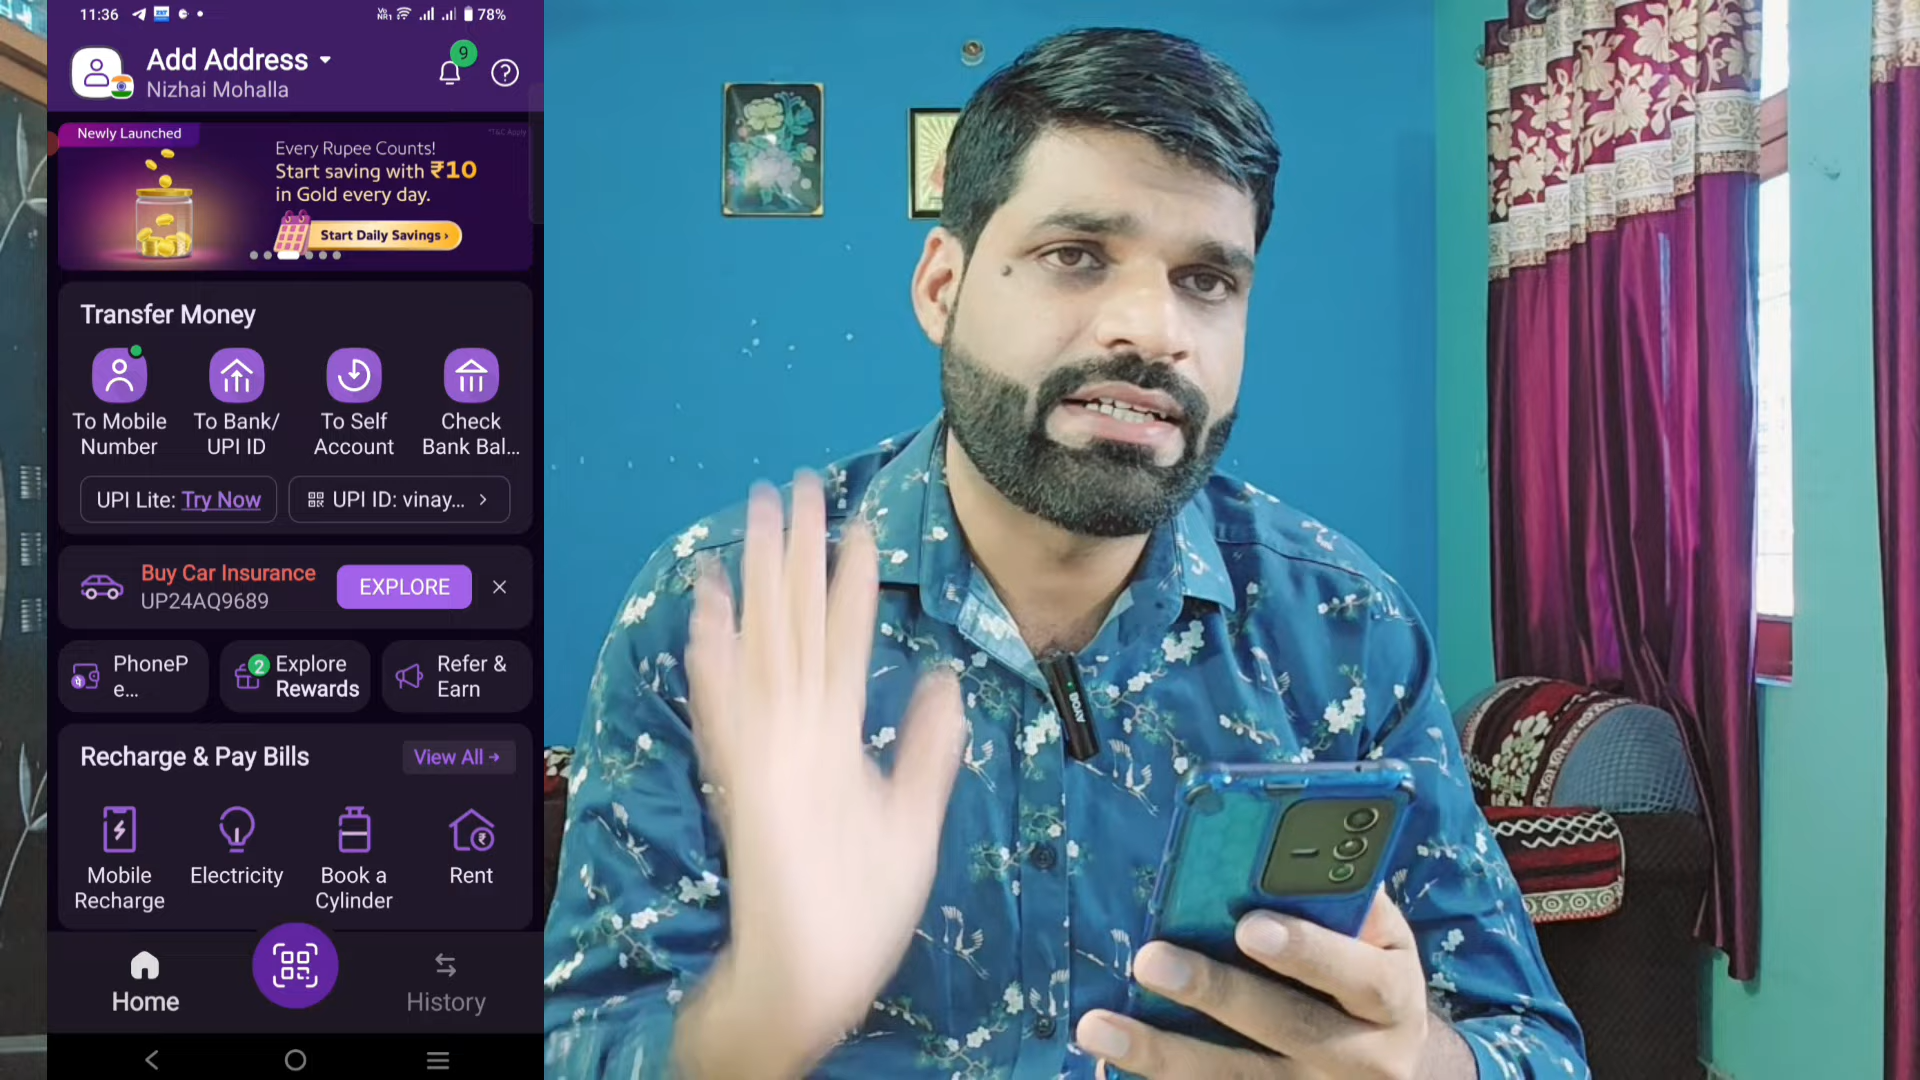 11:36
78%
Add Address
Nizhai Mohalla
9
Newly Launched
*T&C Apply
Every Rupee Counts!
Start saving with ₹10
in Gold every day.
Start Daily Savings ›
Transfer Money
To Mobile
Number
To Bank/
UPI ID
To Self
Account
Check
Bank Bal...
UPI Lite: Try Now
UPI ID: vinay...
Buy Car Insurance
UP24AQ9689
EXPLORE
PhoneP
e...
2
Explore
Rewards
Refer &
Earn
Recharge & Pay Bills
View All
Mobile
Recharge
Electricity
Book a
Cylinder
Rent
Home
History
BOYA